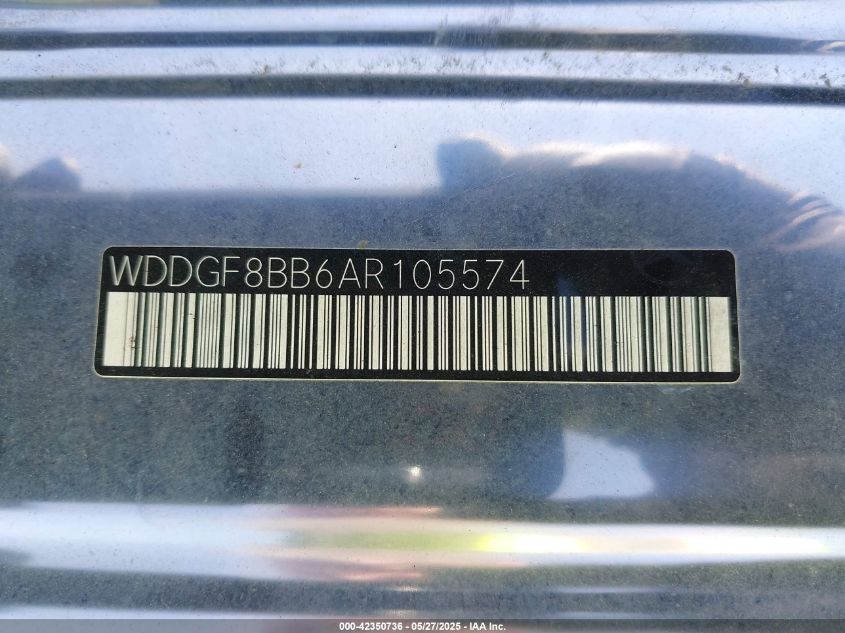 WDDGF8BB6AR105574
000-42350736 - 05/27/2025 - IAA Inc.